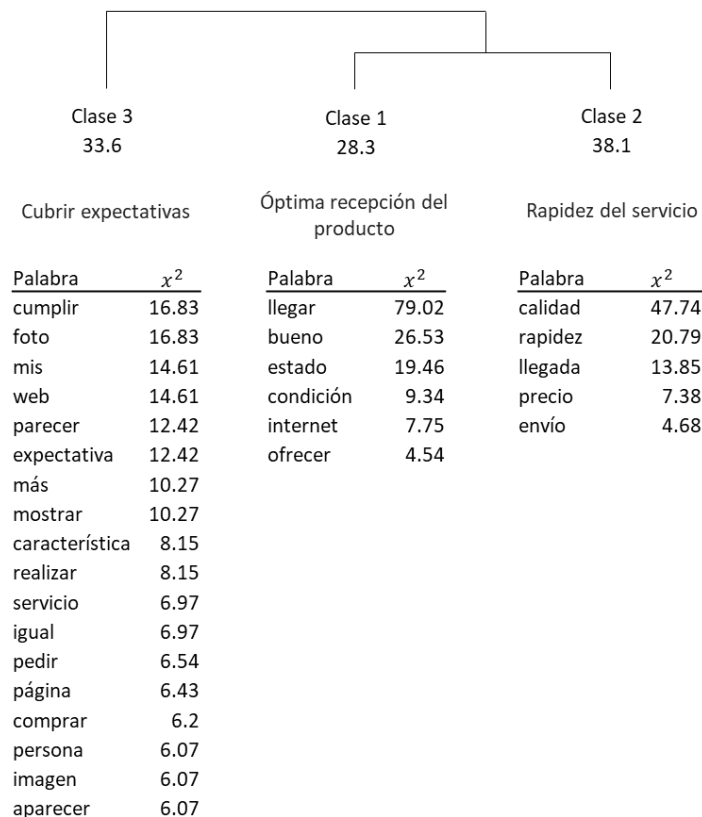 Clase 3
33.6
Clase 1
28.3
Clase 2
38.1
Cubrir expectativas
Óptima recepción del
producto
Rapidez del servicio
Palabra x²
cumplir 16.83
foto 16.83
mis 14.61
web 14.61
parecer 12.42
expectativa 12.42
más 10.27
mostrar 10.27
característica 8.15
realizar 8.15
servicio 6.97
igual 6.97
pedir 6.54
página 6.43
comprar 6.2
persona 6.07
imagen 6.07
aparecer 6.07
Palabra x²
llegar 79.02
bueno 26.53
estado 19.46
condición 9.34
internet 7.75
ofrecer 4.54
Palabra x²
calidad 47.74
rapidez 20.79
llegada 13.85
precio 7.38
envío 4.68